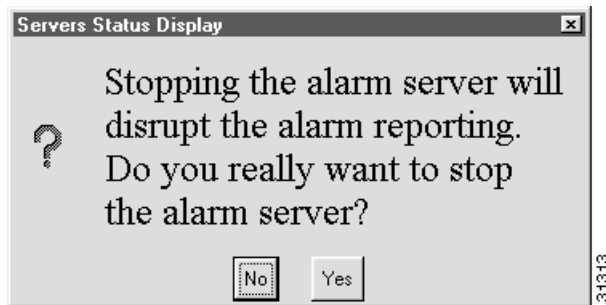 Servers Status Display
Stopping the alarm server will
disrupt the alarm reporting.
Do you really want to stop
the alarm server?
No Yes
31313